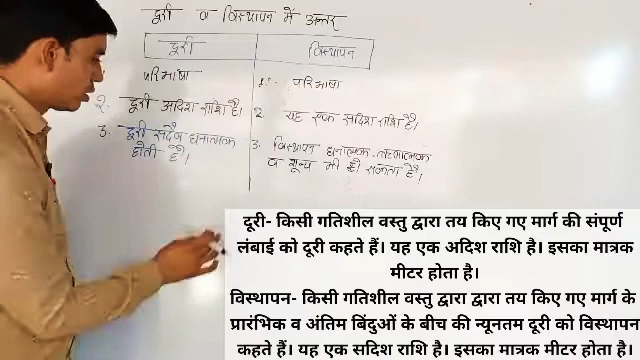 दूरी व विस्थापन में अन्तर
दूरी विस्थापन
परिभाषा
1. परिभाषा
2. दूरी अदिश राशि है।
2. यह एक सदिश राशि है।
3. दूरी सदैव धनात्मक
होती है।
3. विस्थापन धनात्मक, ऋणात्मक
व शून्य भी हो सकता है।
दूरी- किसी गतिशील वस्तु द्वारा तय किए गए मार्ग की संपूर्ण
लंबाई को दूरी कहते हैं। यह एक अदिश राशि है। इसका मात्रक
मीटर होता है।
विस्थापन- किसी गतिशील वस्तु द्वारा द्वारा तय किए गए मार्ग के
प्रारंभिक व अंतिम बिंदुओं के बीच की न्यूनतम दूरी को विस्थापन
कहते हैं। यह एक सदिश राशि है। इसका मात्रक मीटर होता है।